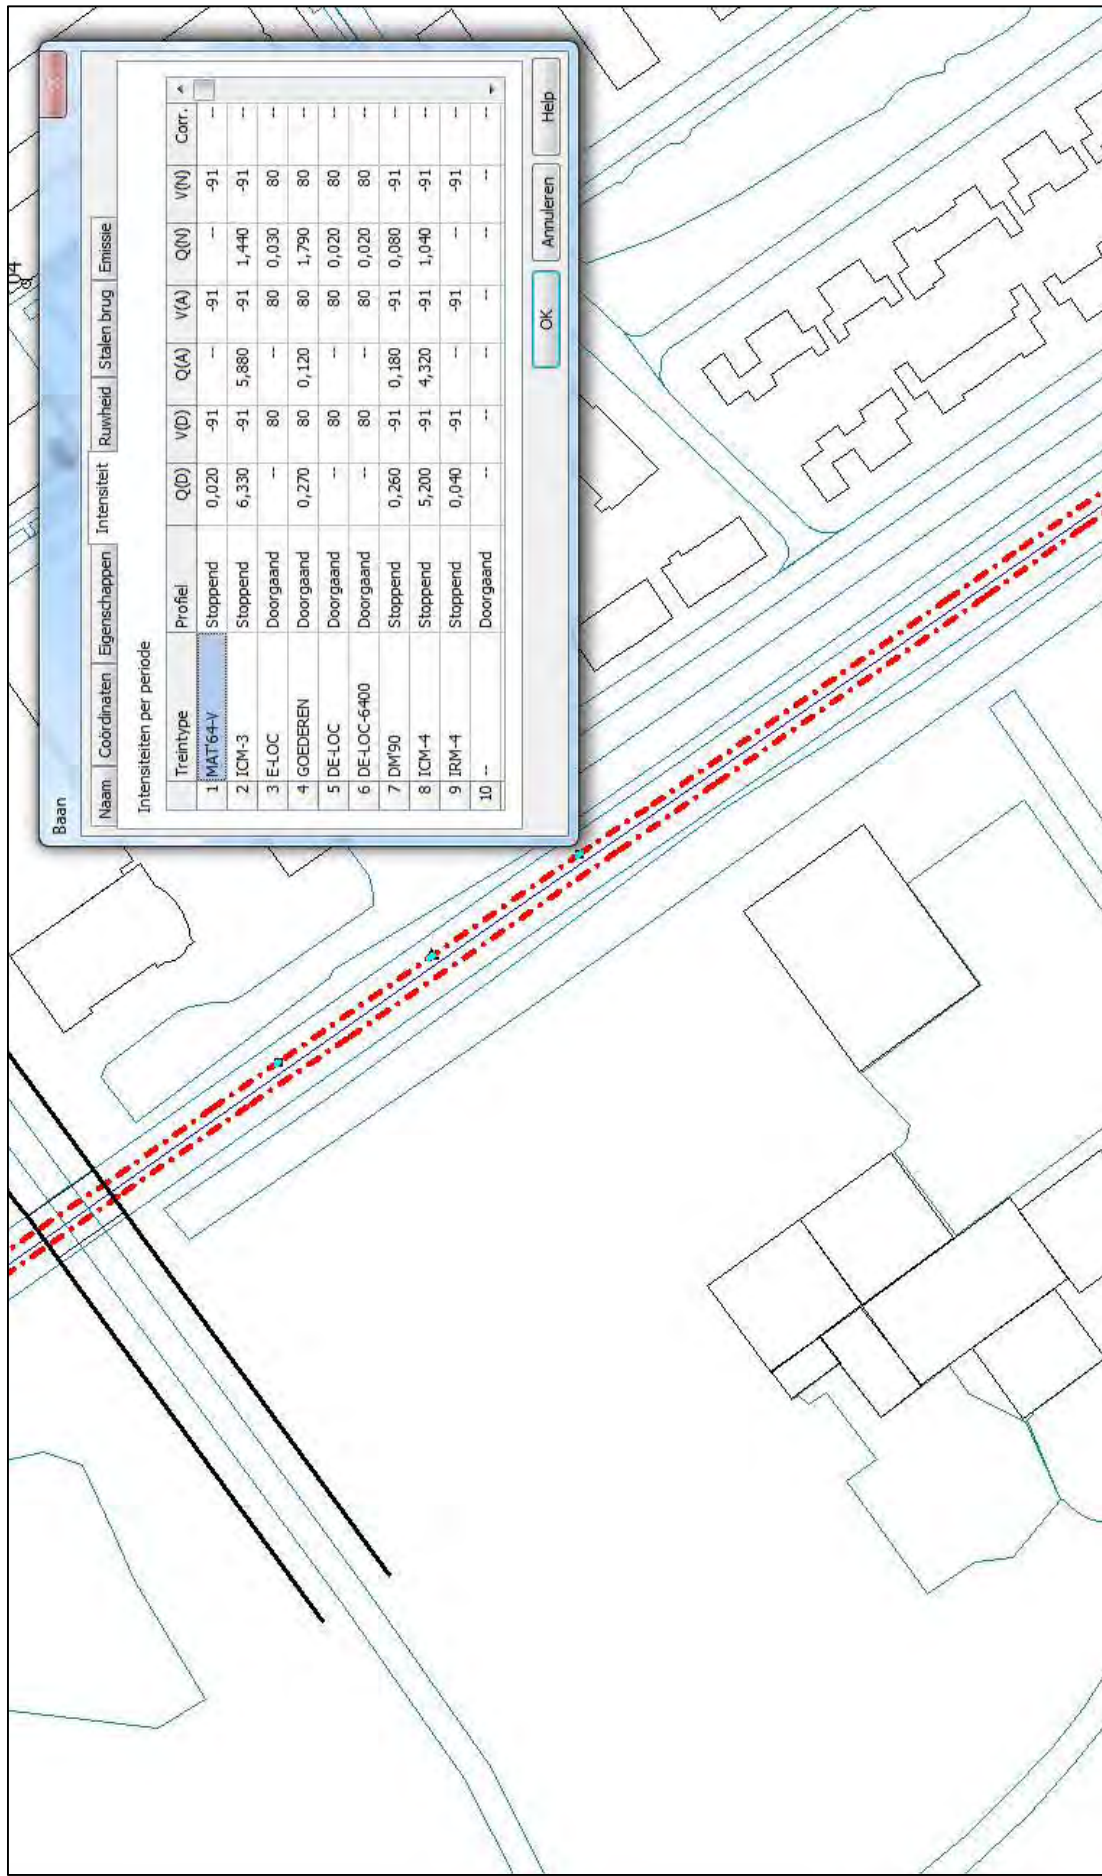 Baan
Naam Coördinaten Eigenschappen Intensiteit Ruwheid Stalen brug Emissie
Intensiteiten per periode
Treintype Profiel Q(D) V(D) Q(A) V(A) Q(N) V(N) Corr.
1 MAT'64-V Stoppend 0,020 -91 -- -91 -- -91 --
2 ICM-3 Stoppend 6,330 -91 5,880 -91 1,440 -91 --
3 E-LOC Doorgaand -- 80 -- 80 0,030 80 --
4 GOEDEREN Doorgaand 0,270 80 0,120 80 1,790 80 --
5 DE-LOC Doorgaand -- 80 -- 80 0,020 80 --
6 DE-LOC-6400 Doorgaand -- 80 -- 80 0,020 80 --
7 DM'90 Stoppend 0,260 -91 0,180 -91 0,080 -91 --
8 ICM-4 Stoppend 5,200 -91 4,320 -91 1,040 -91 --
9 IRM-4 Stoppend 0,040 -91 -- -91 -- -91 --
10 -- Doorgaand -- -- -- -- -- -- --
OK Annuleren Help